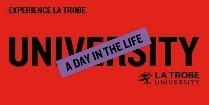 EXPERIENCE LA TROBE
UNIVERSITY
A DAY IN THE LIFE
LA TROBE
UNIVERSITY